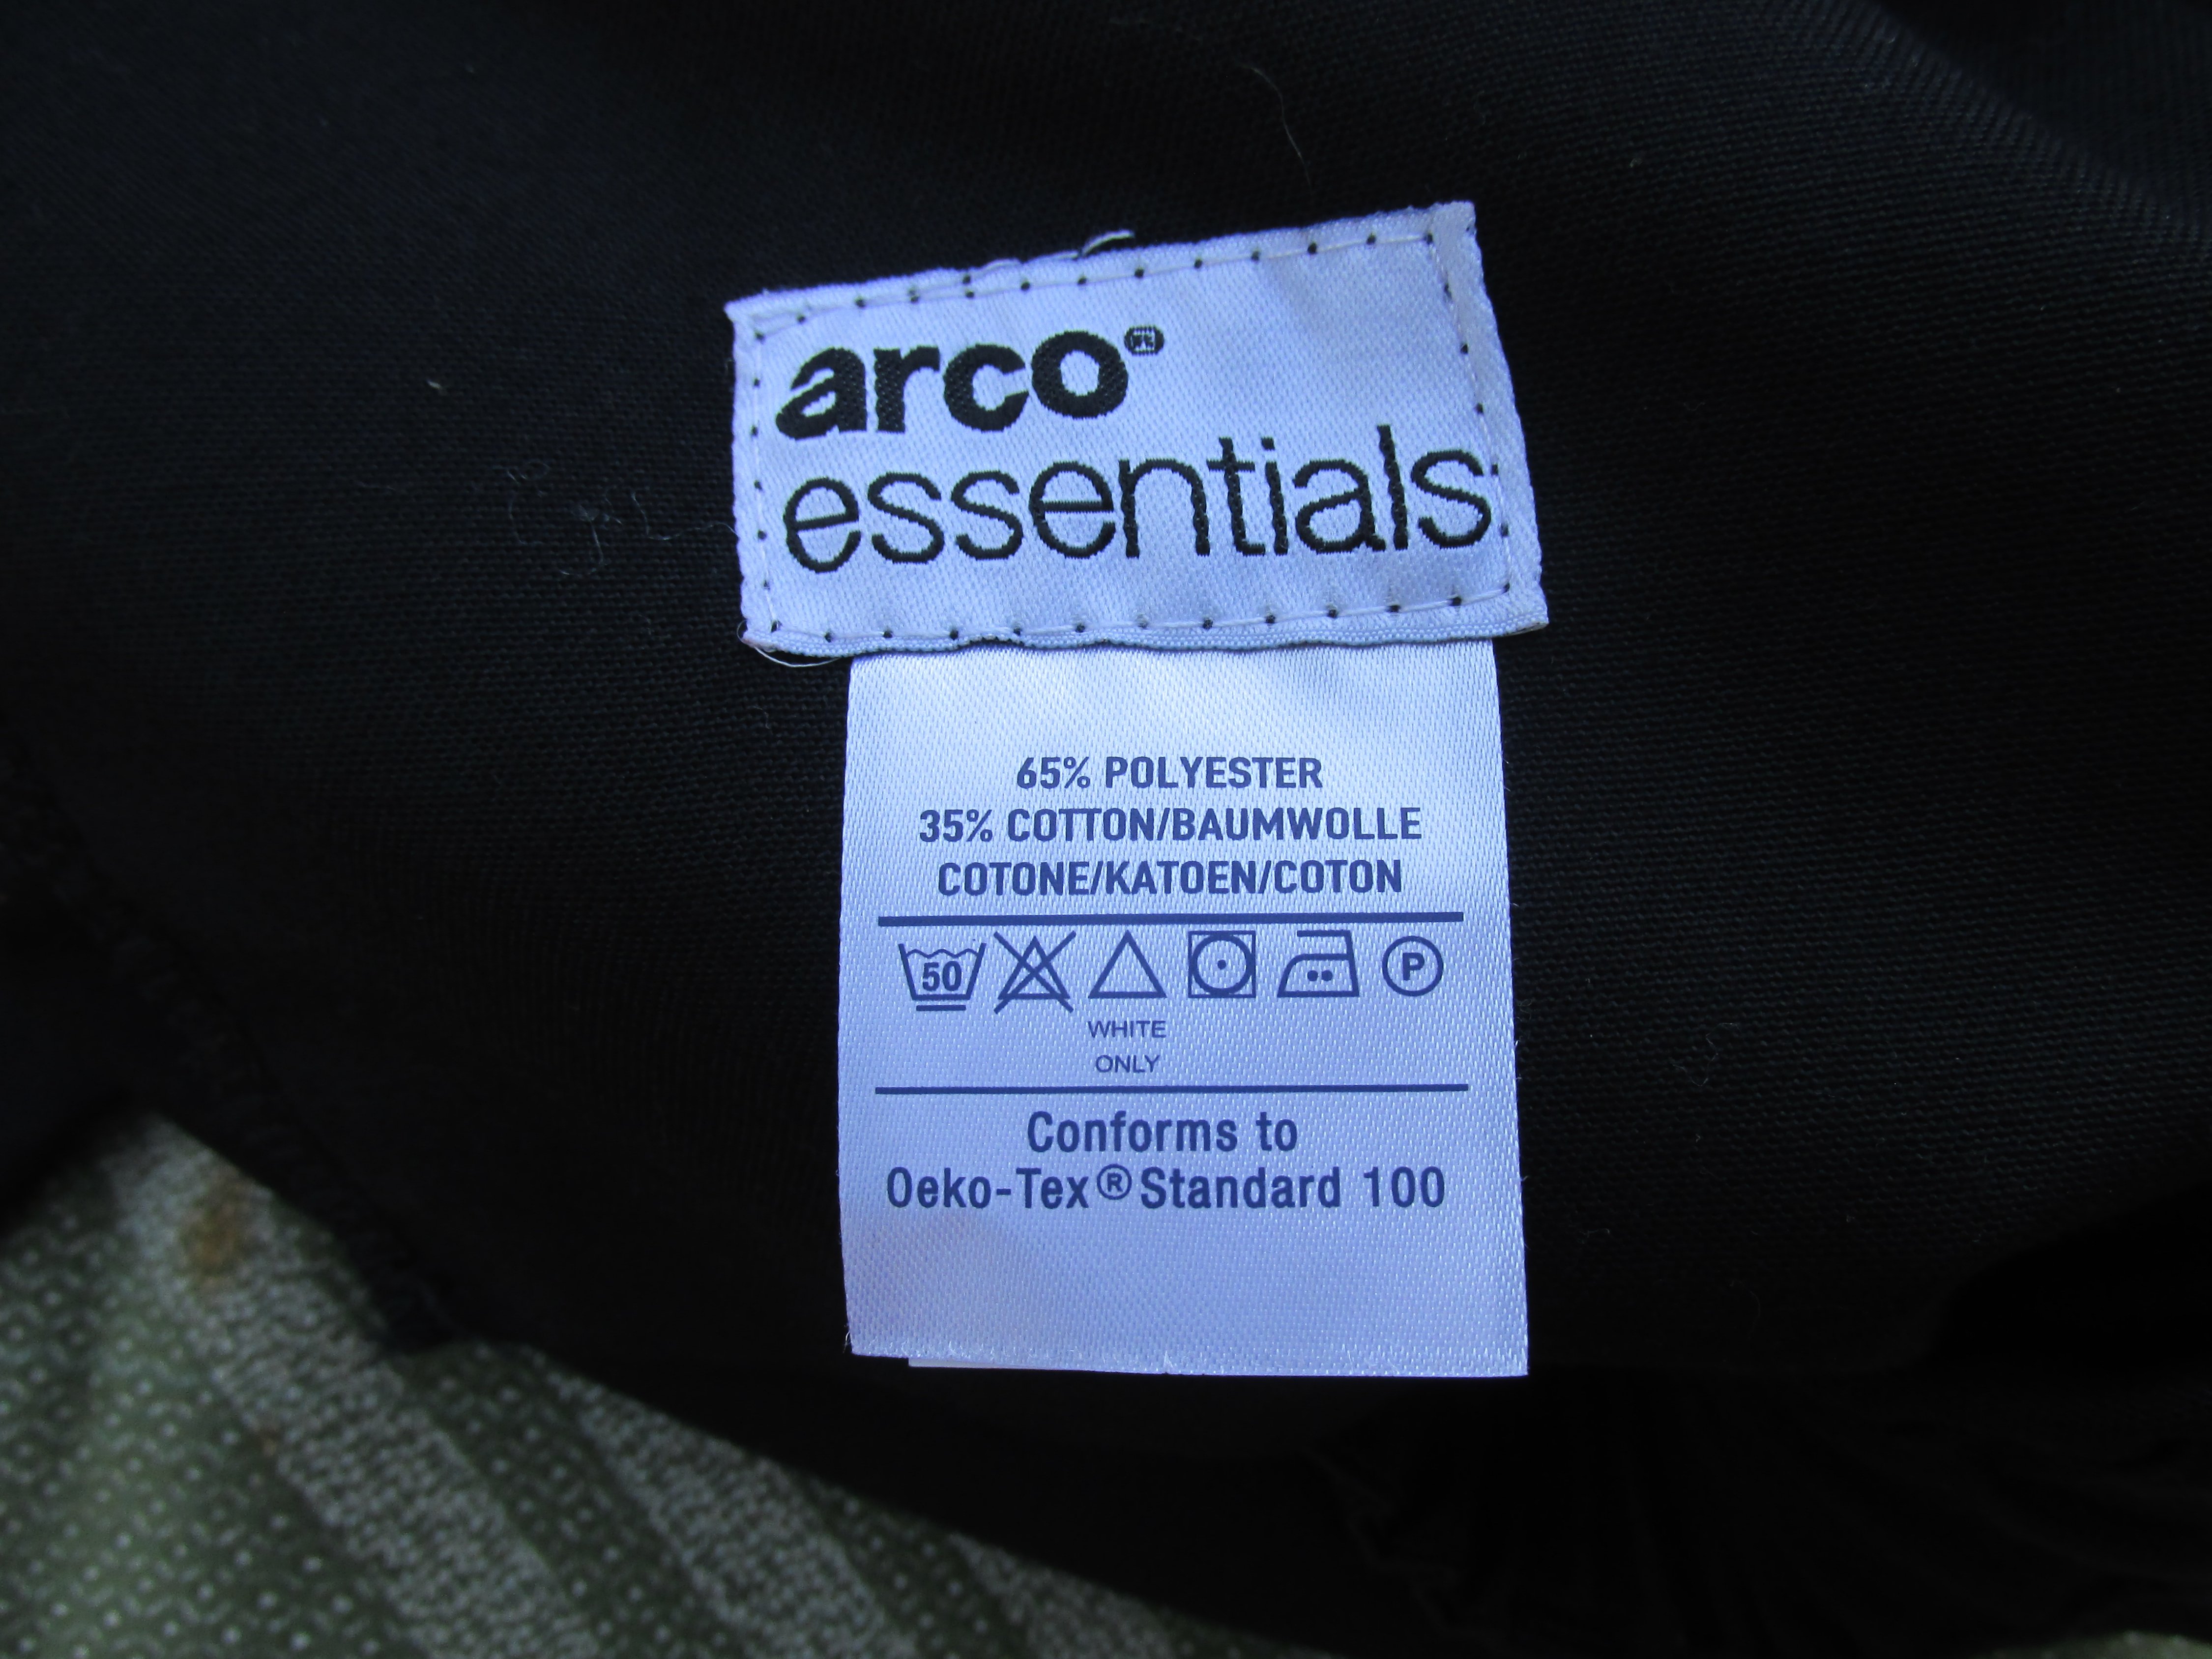 arco®
essentials
65% POLYESTER
35% COTTON/BAUMWOLLE
COTONE/KATOEN/COTON
50 P
WHITE
ONLY
Conforms to
Oeko-Tex® Standard 100